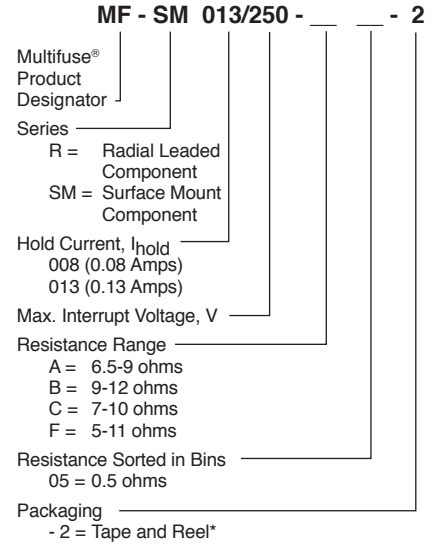 MF - SM 013/250 - __ __ - 2
Multifuse®
Product
Designator
Series
R = Radial Leaded
Component
SM = Surface Mount
Component
Hold Current, Ihold
008 (0.08 Amps)
013 (0.13 Amps)
Max. Interrupt Voltage, V
Resistance Range
A = 6.5-9 ohms
B = 9-12 ohms
C = 7-10 ohms
F = 5-11 ohms
Resistance Sorted in Bins
05 = 0.5 ohms
Packaging
- 2 = Tape and Reel*